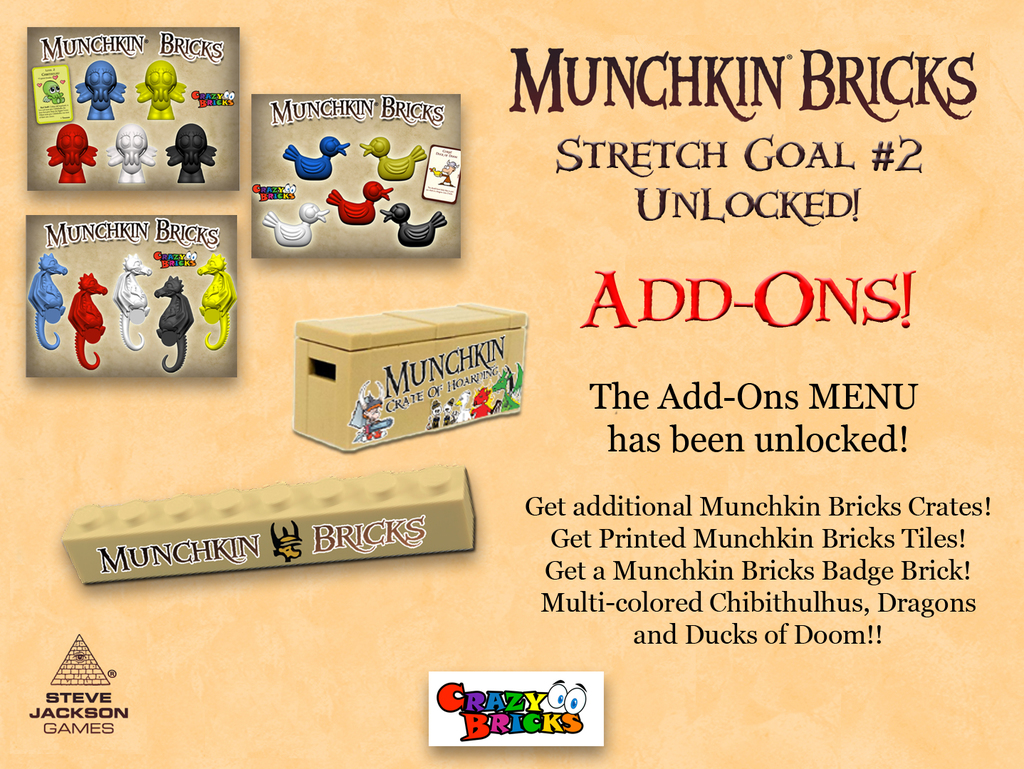 MUNCHKIN® BRICKS
CRAZY
BRICKS
MUNCHKIN BRICKS
CRAZY
BRICKS
MUNCHKIN BRICKS
CRAZY
BRICKS
MUNCHKIN
CRATE OF HOARDING
MUNCHKIN BRICKS
MUNCHKIN® BRICKS
STRETCH GOAL #2
UNLOCKED!
ADD-ONS!
The Add-Ons MENU
has been unlocked!
Get additional Munchkin Bricks Crates!
Get Printed Munchkin Bricks Tiles!
Get a Munchkin Bricks Badge Brick!
Multi-colored Chibithulhus, Dragons
and Ducks of Doom!!
®
STEVE
JACKSON
GAMES
CRAZY
BRICKS